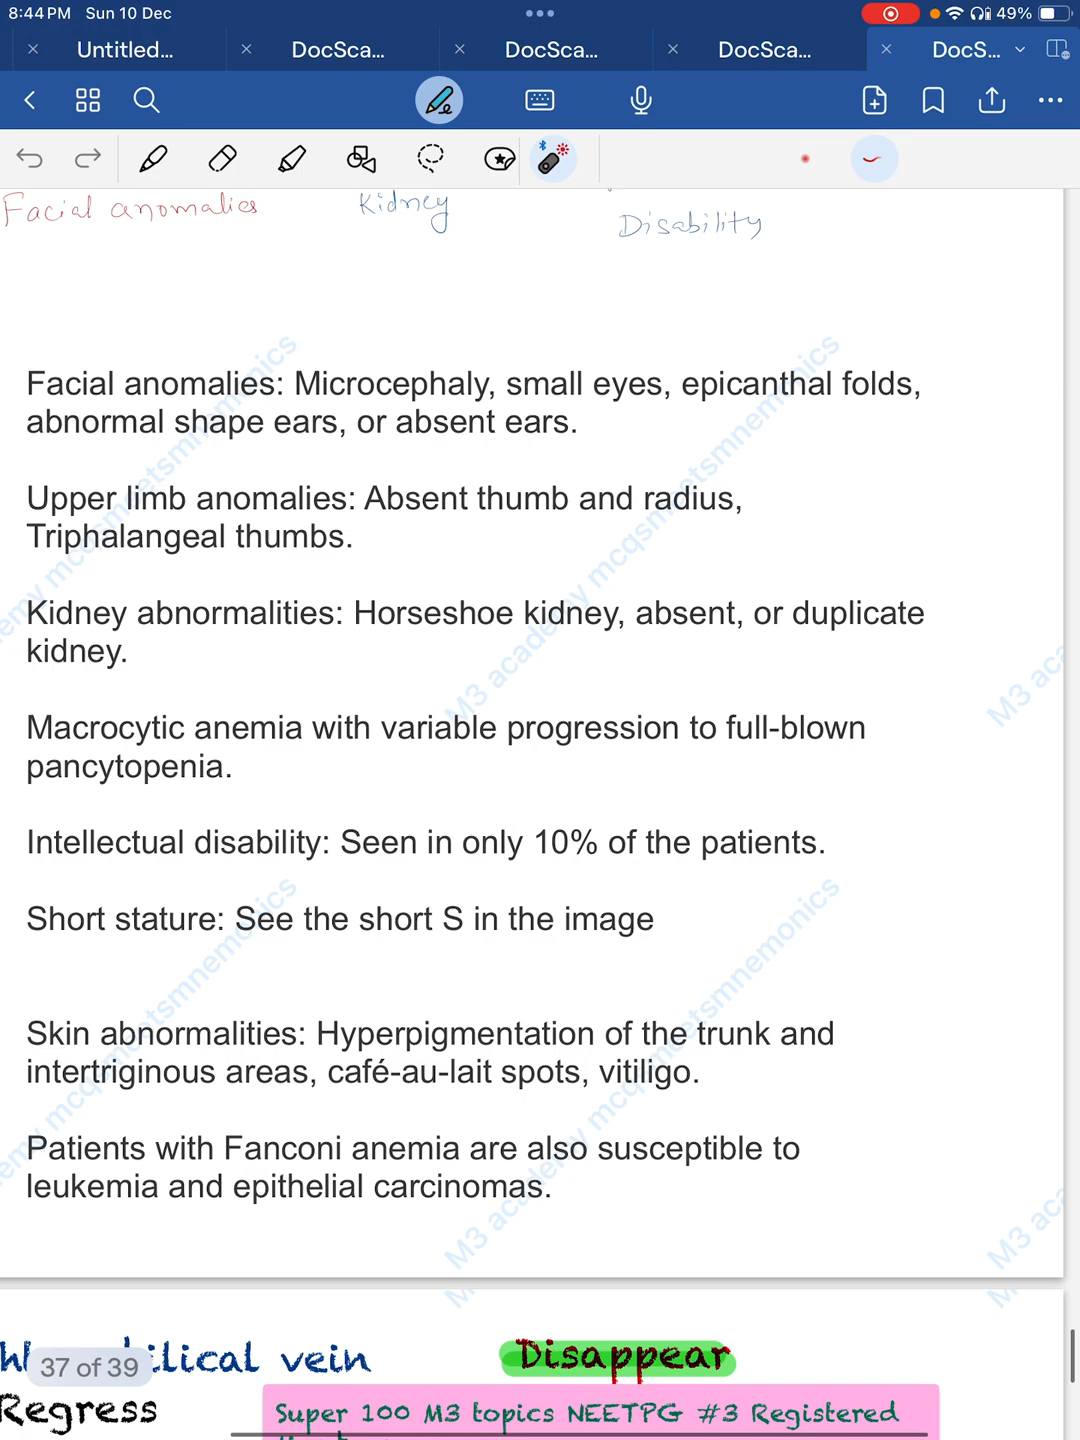 8:44 PM Sun 10 Dec
49%
Untitled...
DocSca...
DocSca...
DocSca...
DocS...
Facial anomalies
Kidney
Disability
Facial anomalies: Microcephaly, small eyes, epicanthal folds,
abnormal shape ears, or absent ears.
Upper limb anomalies: Absent thumb and radius,
Triphalangeal thumbs.
Kidney abnormalities: Horseshoe kidney, absent, or duplicate
kidney.
Macrocytic anemia with variable progression to full-blown
pancytopenia.
Intellectual disability: Seen in only 10% of the patients.
Short stature: See the short S in the image
Skin abnormalities: Hyperpigmentation of the trunk and
intertriginous areas, café-au-lait spots, vitiligo.
Patients with Fanconi anemia are also susceptible to
leukemia and epithelial carcinomas.
37 of 39
vein
Disappear
Regress
Super 100 M3 topics NEETPG #3 Registered